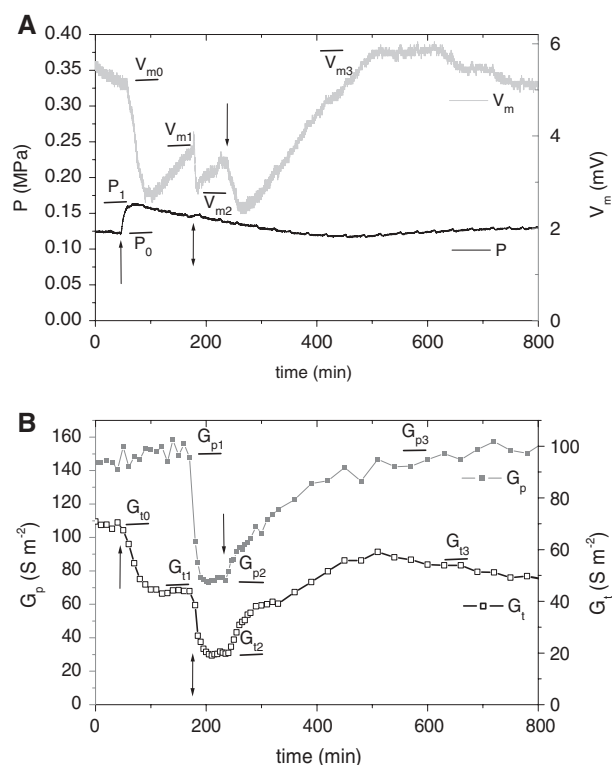 A
P (MPa)
0.40
0.35
0.30
0.25
0.20
0.15
0.10
0.05
0.00
V_m0
V_m1
V_m2
V_m3
V_m
P_1
P_0
P
6
4
2
0
V_m (mV)
0 200 400 600 800
time (min)
B
G_p (S m^-2)
160
140
120
100
80
60
40
20
0
G_p1
G_p3
G_p
G_t0
G_t1
G_p2
G_t3
G_t
G_t2
100
80
60
40
20
0
G_t (S m^-2)
0 200 400 600 800
time (min)